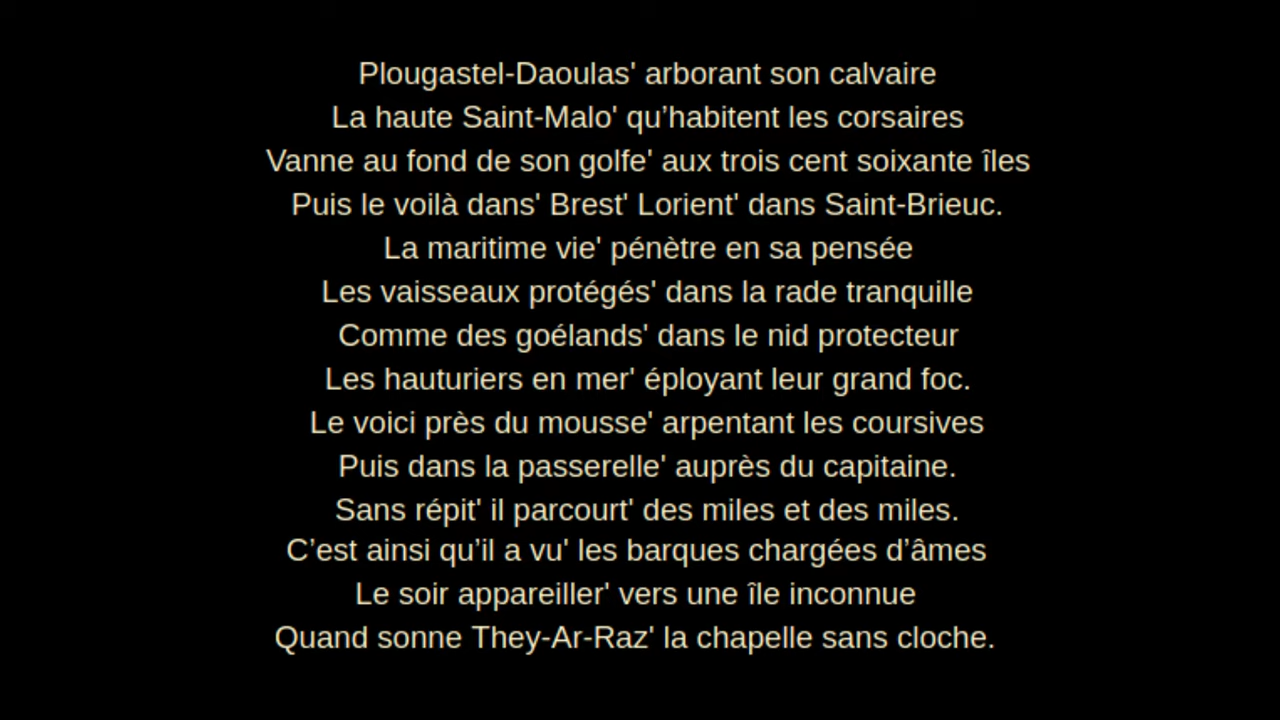 Plougastel-Daoulas' arborant son calvaire
La haute Saint-Malo' qu’habitent les corsaires
Vanne au fond de son golfe' aux trois cent soixante îles
Puis le voilà dans' Brest' Lorient' dans Saint-Brieuc.
La maritime vie' pénètre en sa pensée
Les vaisseaux protégés' dans la rade tranquille
Comme des goélands' dans le nid protecteur
Les hauturiers en mer' éployant leur grand foc.
Le voici près du mousse' arpentant les coursives
Puis dans la passerelle' auprès du capitaine.
Sans répit' il parcourt' des miles et des miles.
C’est ainsi qu’il a vu' les barques chargées d’âmes
Le soir appareiller' vers une île inconnue
Quand sonne They-Ar-Raz' la chapelle sans cloche.